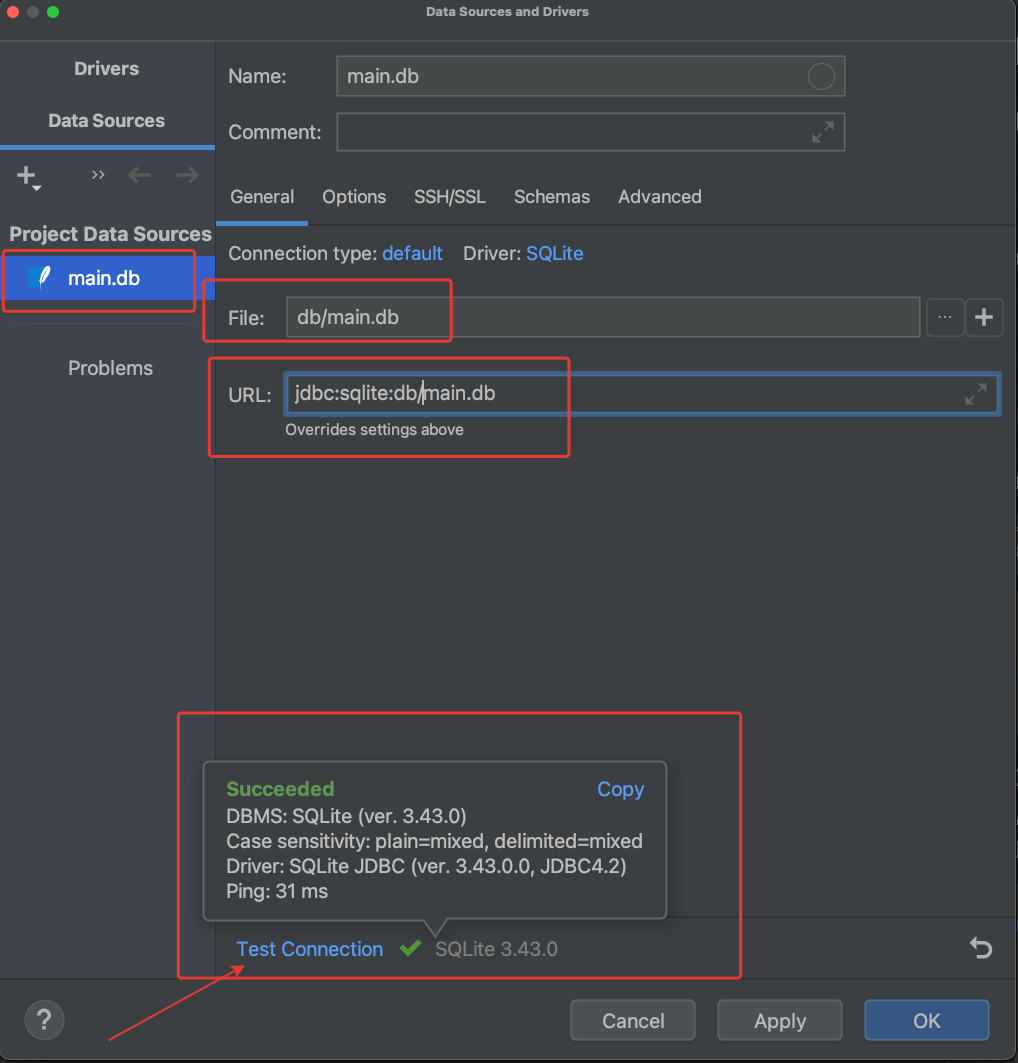 Data Sources and Drivers
Drivers
Data Sources
Project Data Sources
main.db
Problems
Name: main.db
Comment:
General Options SSH/SSL Schemas Advanced
Connection type: default Driver: SQLite
File: db/main.db
URL: jdbc:sqlite:db/main.db
Overrides settings above
Succeeded Copy
DBMS: SQLite (ver. 3.43.0)
Case sensitivity: plain=mixed, delimited=mixed
Driver: SQLite JDBC (ver. 3.43.0.0, JDBC4.2)
Ping: 31 ms
Test Connection SQLite 3.43.0
? Cancel Apply OK